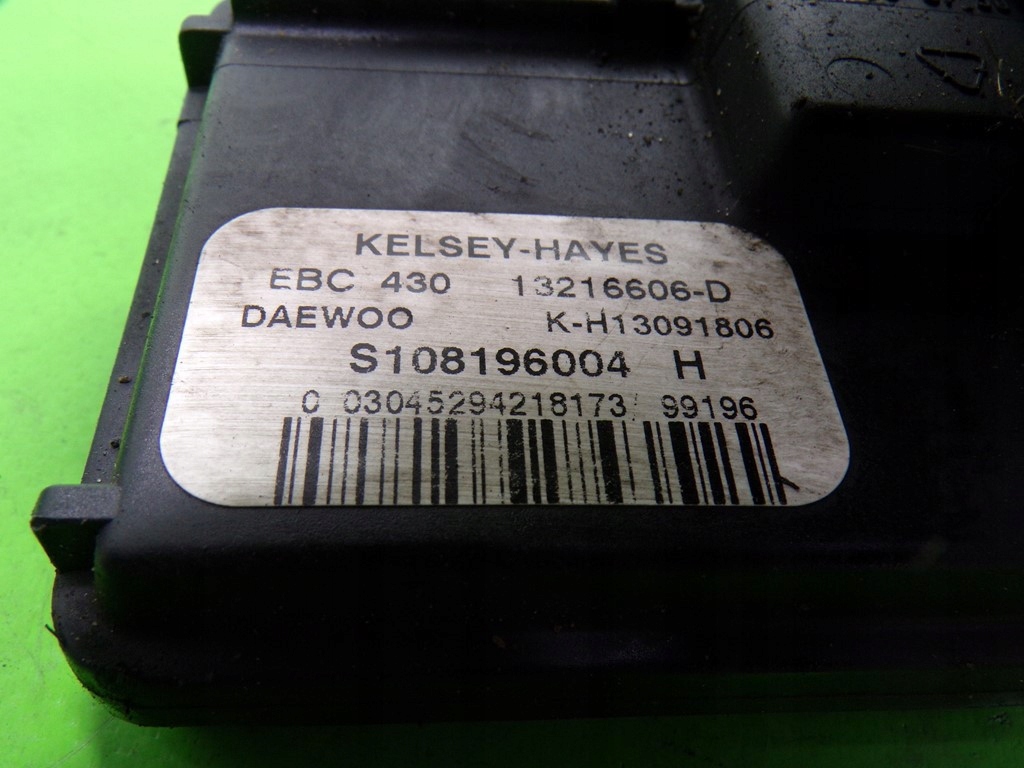 KELSEY-HAYES
EBC 430 13216606-D
DAEWOO K-H13091806
S108196004 H
0 03045294218173 99196